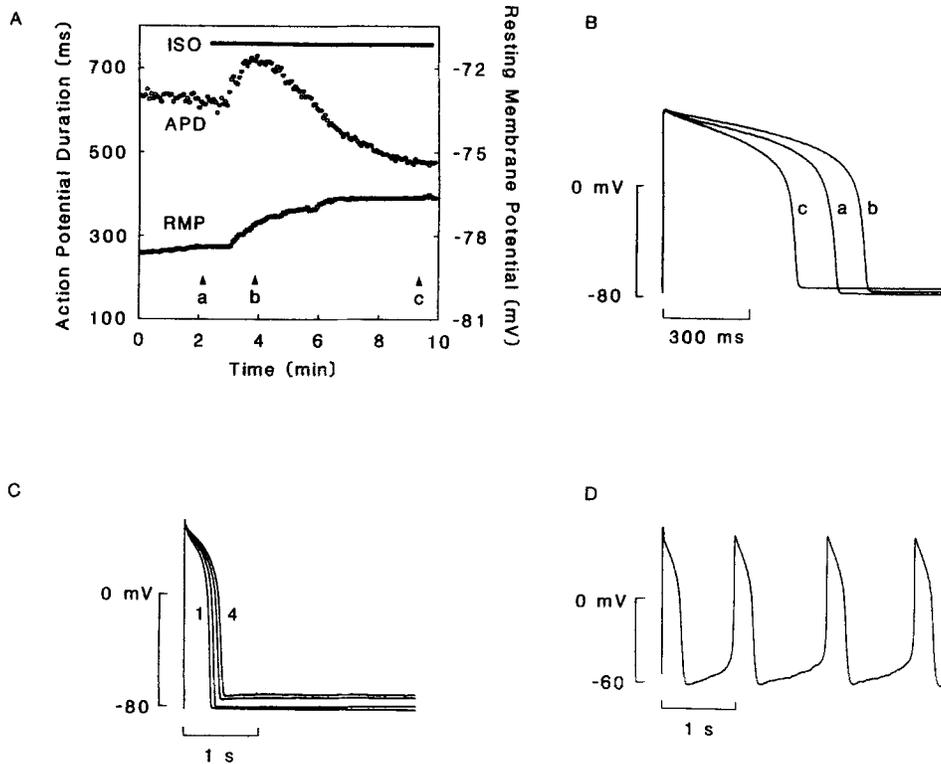 A
ISO
APD
RMP
a
b
c
700
500
300
100
Action Potential Duration (ms)
-72
-75
-78
-81
Resting Membrane Potential (mV)
0 2 4 6 8 10
Time (min)
B
0 mV
-80
c a b
300 ms
C
0 mV
-80
1 4
1 s
D
0 mV
-60
1 s